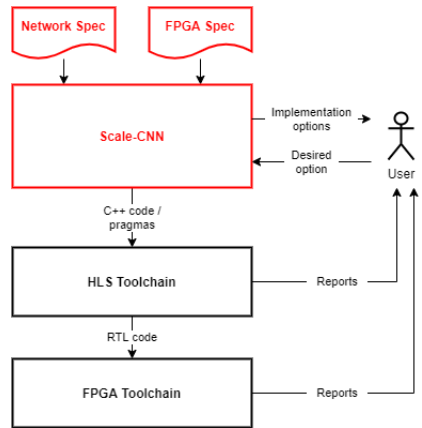 Network Spec
FPGA Spec
Scale-CNN
Implementation
options
Desired
option
User
C++ code /
pragmas
HLS Toolchain
Reports
RTL code
FPGA Toolchain
Reports